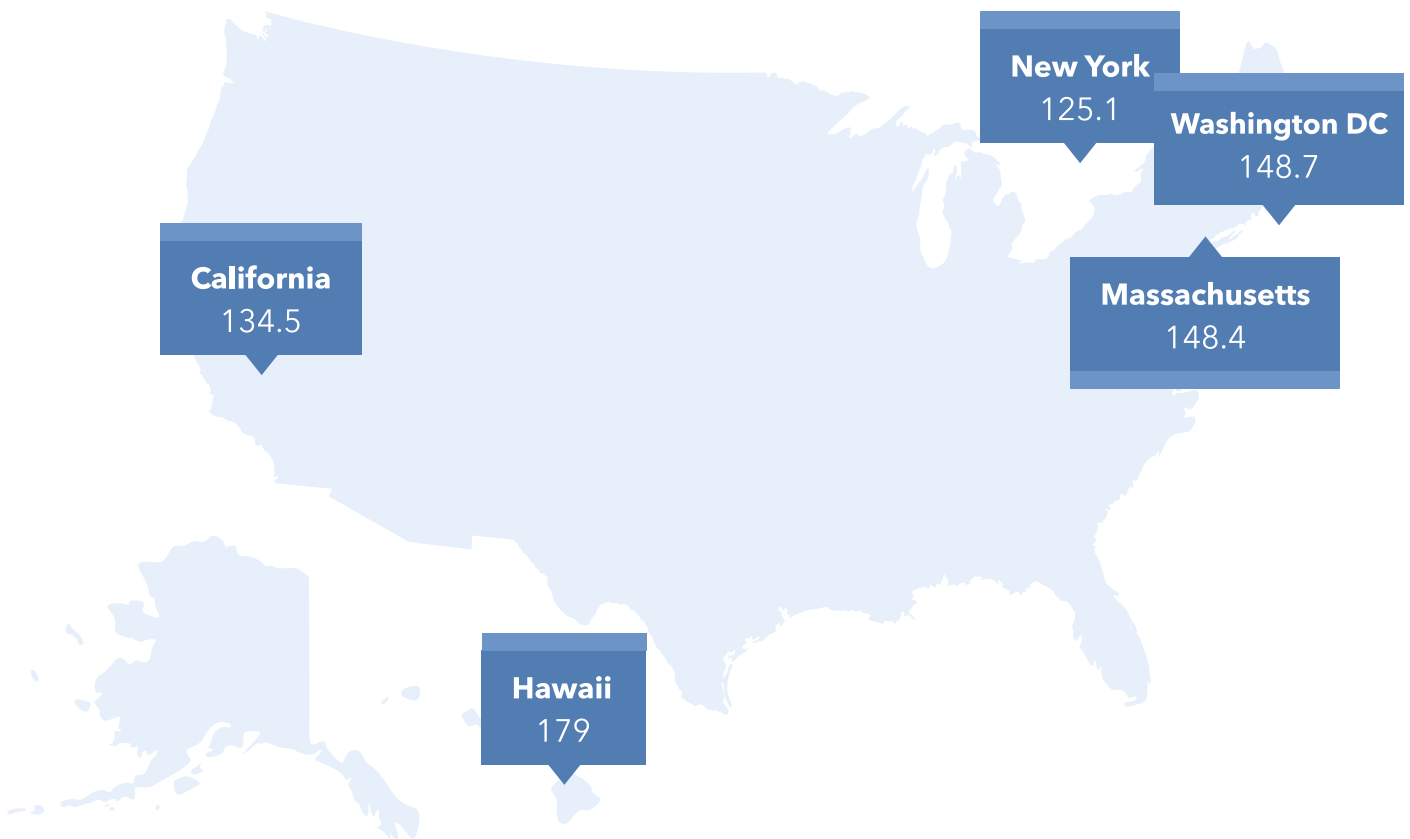 New York
125.1
Washington DC
148.7
California
134.5
Massachusetts
148.4
Hawaii
179